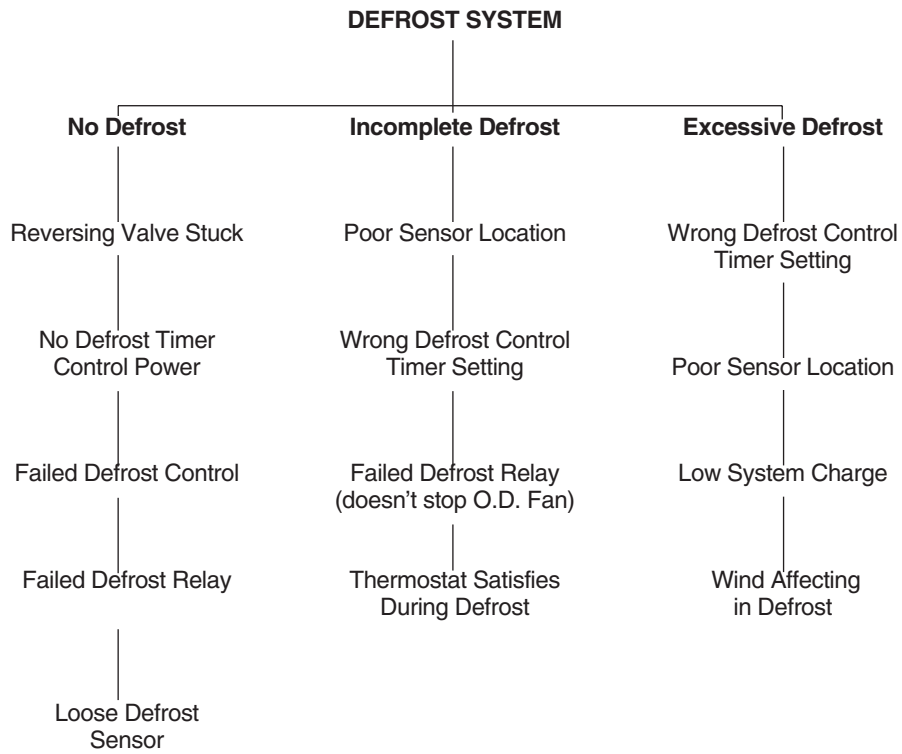 DEFROST SYSTEM
No Defrost
Reversing Valve Stuck
No Defrost Timer
Control Power
Failed Defrost Control
Failed Defrost Relay
Loose Defrost
Sensor
Incomplete Defrost
Poor Sensor Location
Wrong Defrost Control
Timer Setting
Failed Defrost Relay
(doesn't stop O.D. Fan)
Thermostat Satisfies
During Defrost
Excessive Defrost
Wrong Defrost Control
Timer Setting
Poor Sensor Location
Low System Charge
Wind Affecting
in Defrost